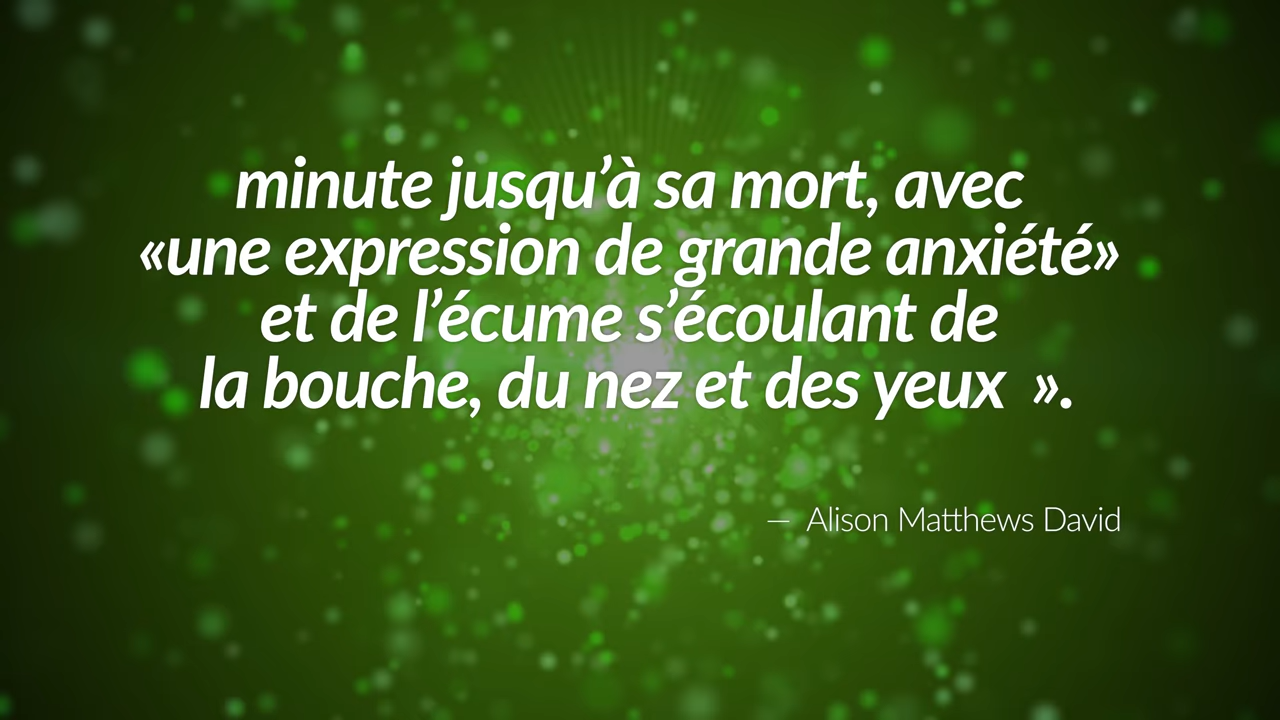 minute jusqu’à sa mort, avec
«une expression de grande anxiété»
et de l’écume s’écoulant de
la bouche, du nez et des yeux  ».
— Alison Matthews David